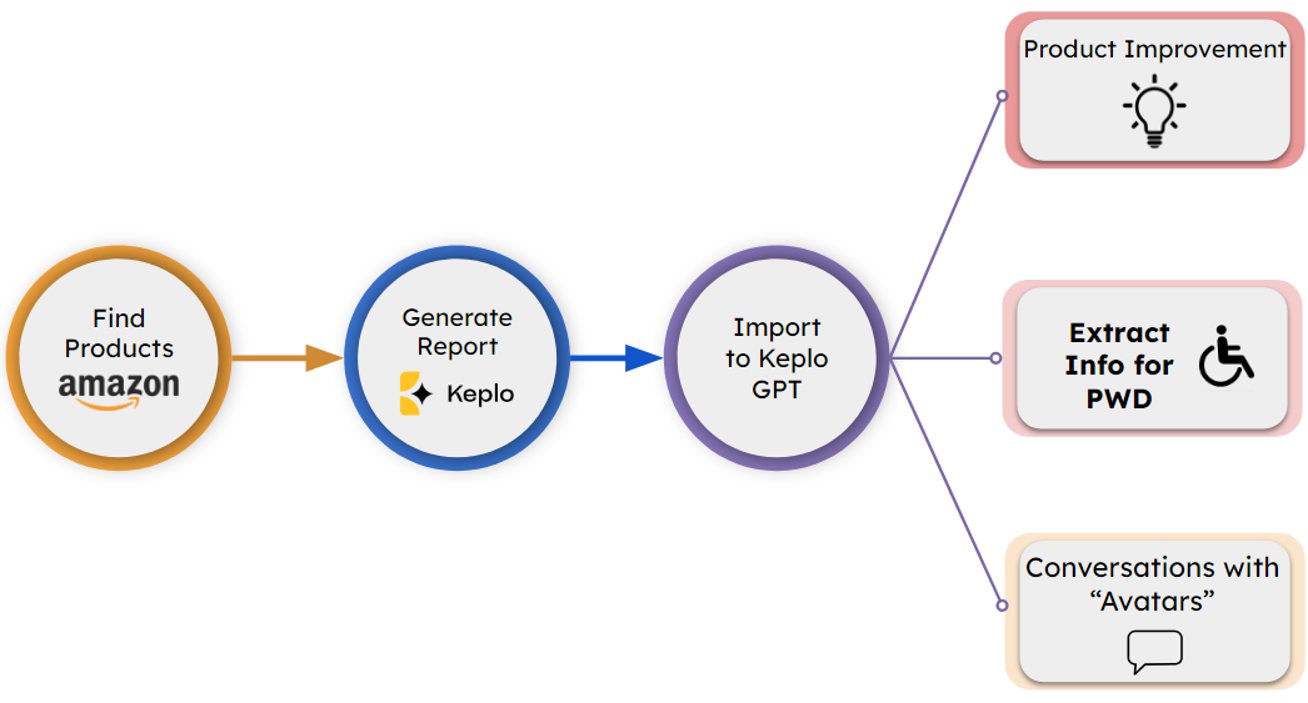 Find
Products
amazon
Generate
Report
Keplo
Import
to Keplo
GPT
Product Improvement
Extract
Info for
PWD
Conversations with
“Avatars”